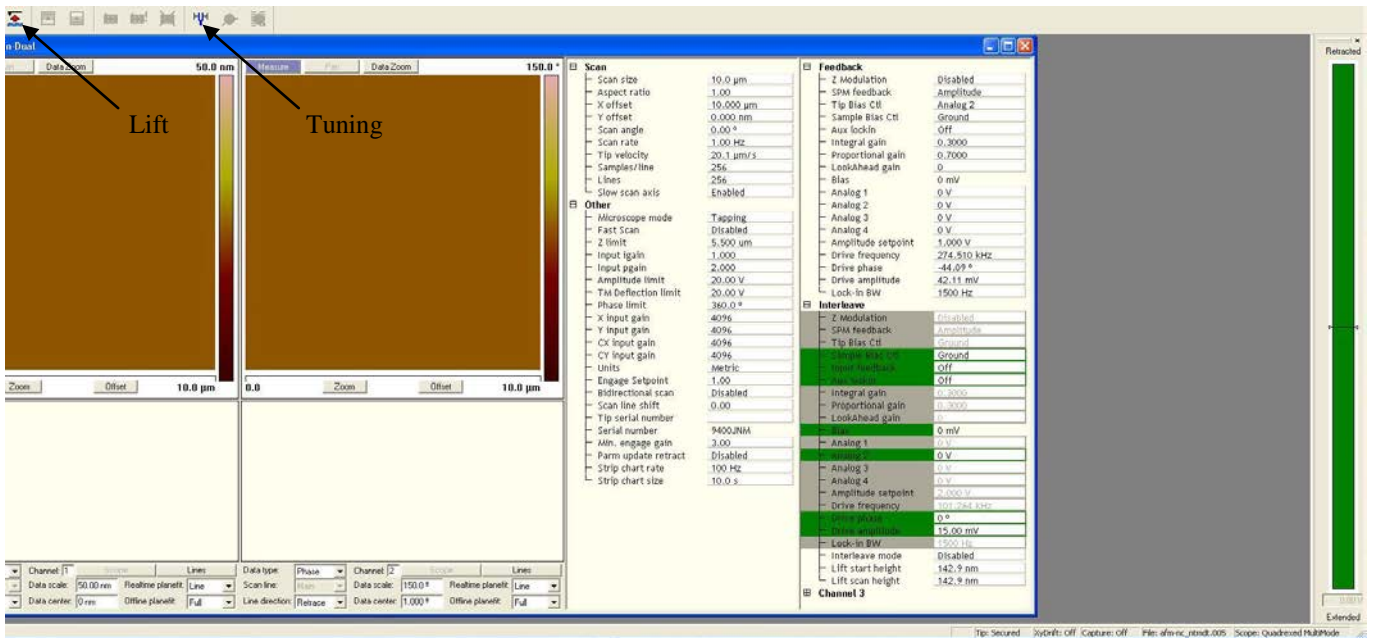 n-Dual
Data Zoom
50.0 nm
Measure
Data Zoom
150.0 °
Lift
Tuning
Zoom
Offset
10.0 µm
0.0
Zoom
Offset
10.0 µm
Scan
Scan size 10.0 µm
Aspect ratio 1.00
X offset 10.000 µm
Y offset 0.000 nm
Scan angle 0.00 °
Scan rate 1.00 Hz
Tip velocity 20.1 µm/s
Samples/line 256
Lines 256
Slow scan axis Enabled
Other
Microscope mode Tapping
Fast Scan Disabled
Z limit 5.500 um
Input igain 1.000
Input pgain 2.000
Amplitude limit 20.00 V
TM Deflection limit 20.00 V
Phase limit 360.0 °
X input gain 4096
Y input gain 4096
CX input gain 4096
CY input gain 4096
Units Metric
Engage Setpoint 1.00
Bidirectional scan Disabled
Scan line shift 0.00
Tip serial number
Serial number 9400JNM
Min. engage gain 3.00
Parm update retract Disabled
Strip chart rate 100 Hz
Strip chart size 10.0 s
Feedback
Z Modulation Disabled
SPM feedback Amplitude
Tip Bias Ctl Analog 2
Sample Bias Ctl Ground
Aux lockin Off
Integral gain 0.3000
Proportional gain 0.7000
LookAhead gain 0
Bias 0 mV
Analog 1 0 V
Analog 2 0 V
Analog 3 0 V
Analog 4 0 V
Amplitude setpoint 1.000 V
Drive frequency 274.510 kHz
Drive phase -44.09 °
Drive amplitude 42.11 mV
Lock-in BW 1500 Hz
Interleave
Z Modulation Disabled
SPM feedback Amplitude
Tip Bias Ctl Ground
Sample Bias Ctl Ground
Input Feedback Off
Aux lockin Off
Integral gain 0.3000
Proportional gain 0.3000
LookAhead gain 0
Bias 0 mV
Analog 1 0 V
Analog 2 0 V
Analog 3 0 V
Analog 4 0 V
Amplitude setpoint 2.000 V
Drive frequency 101.264 kHz
Drive phase 0 °
Drive amplitude 15.00 mV
Lock-in BW 1500 Hz
Interleave mode Disabled
Lift start height 142.9 nm
Lift scan height 142.9 nm
Channel 3
Channel: 1 Lines
Data scale: 50.00 nm Realtime planefit: Line
Data center: 0 nm Offline planefit: Full
Data type: Phase Channel: 2 Lines
Scan line: Main Data scale: 150.0 ° Realtime planefit: Line
Line direction: Retrace Data center: 1.000 ° Offline planefit: Full
Retracted
Extended
Tip: Secured XyDrift: Off Capture: Off File: afm-nc_ntindt.005 Scope: Quadrexed MultiMode